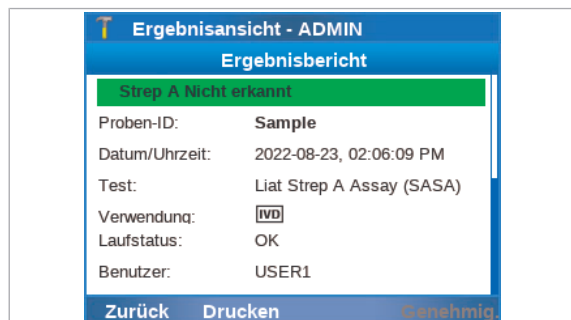 Ergebnisansicht - ADMIN
Ergebnisbericht
Strep A Nicht erkannt
Proben-ID: Sample
Datum/Uhrzeit: 2022-08-23, 02:06:09 PM
Test: Liat Strep A Assay (SASA)
Verwendung: IVD
Laufstatus: OK
Benutzer: USER1
Zurück Drucken Genehmig.